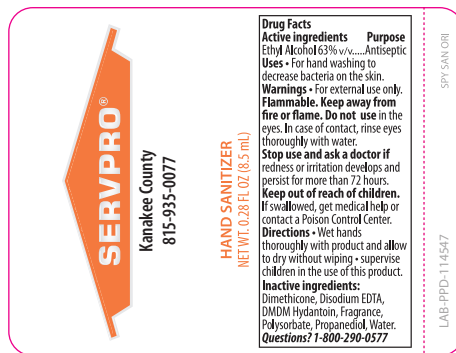 SERVPRO®
Kanakee County
815-935-0077
HAND SANITIZER
NET WT. 0.28 FL OZ (8.5 mL)
Drug Facts
Active ingredients Purpose
Ethyl Alcohol 63% v/v.....Antiseptic
Uses • For hand washing to
decrease bacteria on the skin.
Warnings • For external use only.
Flammable. Keep away from
fire or flame. Do not use in the
eyes. In case of contact, rinse eyes
thoroughly with water.
Stop use and ask a doctor if
redness or irritation develops and
persist for more than 72 hours.
Keep out of reach of children.
If swallowed, get medical help or
contact a Poison Control Center.
Directions • Wet hands
thoroughly with product and allow
to dry without wiping • supervise
children in the use of this product.
Inactive ingredients:
Dimethicone, Disodium EDTA,
DMDM Hydantoin, Fragrance,
Polysorbate, Propanediol, Water.
Questions? 1-800-290-0577
LAB-PPD-114547
SPY SAN ORI